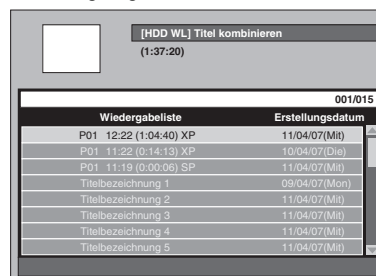 [HDD WL] Titel kombinieren
(1:37:20)
001/015
Wiedergabeliste Erstellungsdatum
P01 12:22 (1:04:40) XP 11/04/07(Mit)
P01 11:22 (0:14:13) XP 10/04/07(Die)
P01 11:19 (0:00:06) SP 11/04/07(Mit)
Titelbezeichnung 1 09/04/07(Mon)
Titelbezeichnung 2 11/04/07(Mit)
Titelbezeichnung 3 11/04/07(Mit)
Titelbezeichnung 4 11/04/07(Mit)
Titelbezeichnung 5 11/04/07(Mit)